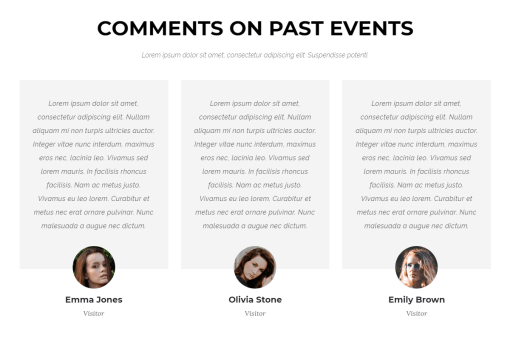 COMMENTS ON PAST EVENTS
Lorem ipsum dolor sit amet, consectetur adipiscing elit. Suspendisse potenti
Lorem ipsum dolor sit amet,
consectetur adipiscing elit. Nullam
aliquam mi non turpis ultricies auctor.
Integer vitae nunc interdum, maximus
eros nec, lacinia leo. Vivamus sed
lorem mauris. In facilisis rhoncus
facilisis. Nam ac metus justo.
Vivamus eu leo lorem. Curabitur et
metus nec erat ornare pulvinar. Nunc
malesuada a augue nec dictum.
Emma Jones
Visitor
Lorem ipsum dolor sit amet,
consectetur adipiscing elit. Nullam
aliquam mi non turpis ultricies auctor.
Integer vitae nunc interdum, maximus
eros nec, lacinia leo. Vivamus sed
lorem mauris. In facilisis rhoncus
facilisis. Nam ac metus justo.
Vivamus eu leo lorem. Curabitur et
metus nec erat ornare pulvinar. Nunc
malesuada a augue nec dictum.
Olivia Stone
Visitor
Lorem ipsum dolor sit amet,
consectetur adipiscing elit. Nullam
aliquam mi non turpis ultricies auctor.
Integer vitae nunc interdum, maximus
eros nec, lacinia leo. Vivamus sed
lorem mauris. In facilisis rhoncus
facilisis. Nam ac metus justo.
Vivamus eu leo lorem. Curabitur et
metus nec erat ornare pulvinar. Nunc
malesuada a augue nec dictum.
Emily Brown
Visitor